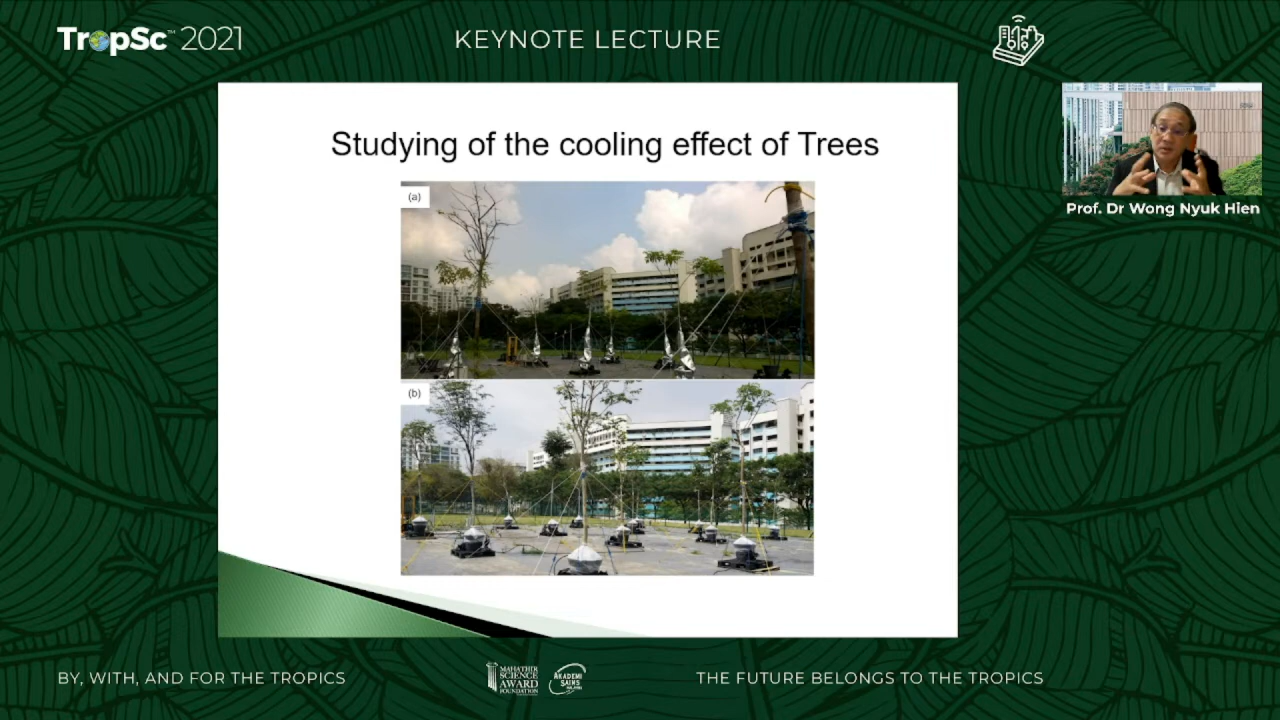 TropSc™ 2021
KEYNOTE LECTURE
Prof. Dr Wong Nyuk Hien
Studying of the cooling effect of Trees
(a)
(b)
BY, WITH, AND FOR THE TROPICS
MAHATHIR
SCIENCE
AWARD
FOUNDATION
AKADEMI
SAINS
THE FUTURE BELONGS TO THE TROPICS